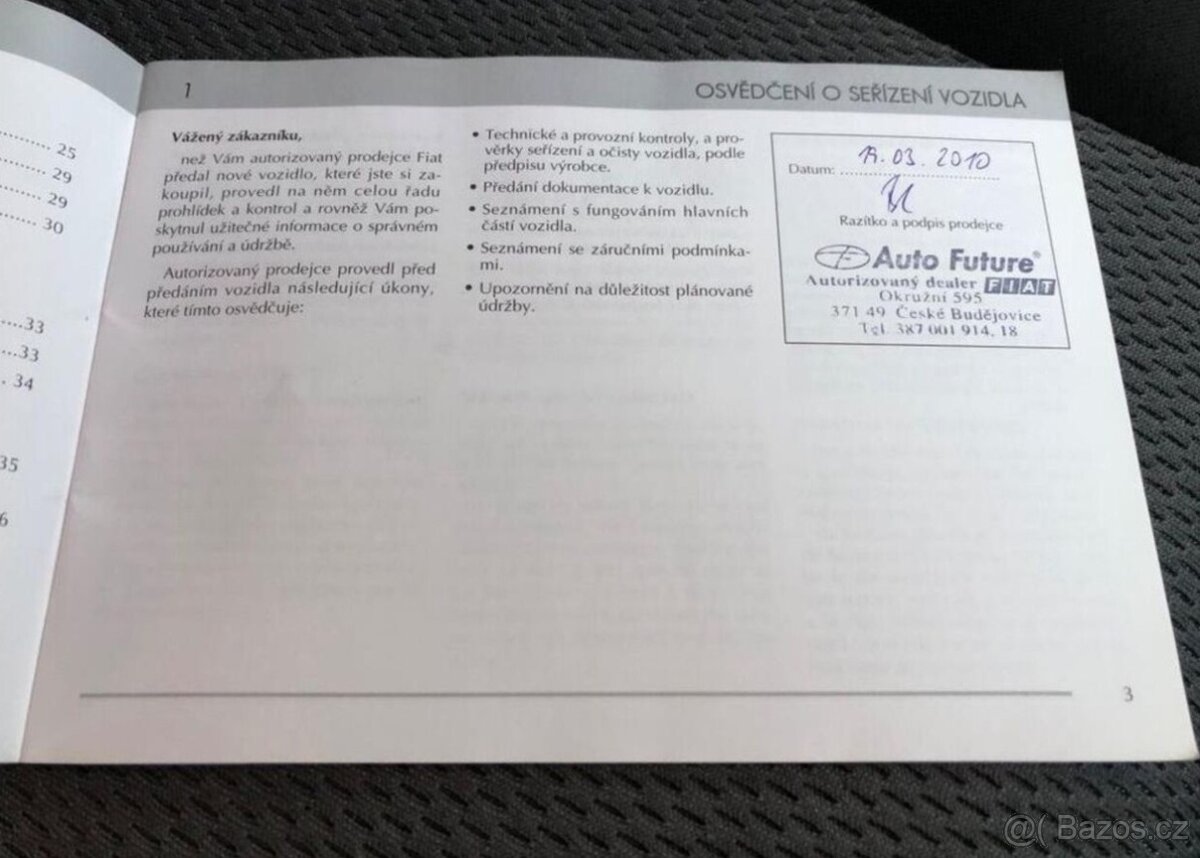 25
29
29
30
33
33
34
35
6
1
OSVĚDČENÍ O SEŘÍZENÍ VOZIDLA
Vážený zákazníku,
než Vám autorizovaný prodejce Fiat
předal nové vozidlo, které jste si za-
koupil, provedl na něm celou řadu
prohlídek a kontrol a rovněž Vám po-
skytnul užitečné informace o správném
používání a údržbě.
Autorizovaný prodejce provedl před
předáním vozidla následující úkony,
které tímto osvědčuje:
• Technické a provozní kontroly, a pro-
věrky seřízení a očisty vozidla, podle
předpisu výrobce.
• Předání dokumentace k vozidlu.
• Seznámení s fungováním hlavních
částí vozidla.
• Seznámení se záručními podmínka-
mi.
• Upozornění na důležitost plánované
údržby.
Datum: .03.2010
Razítko a podpis prodejce
Auto Future®
Autorizovaný dealer FIAT
Okružní 595
371 49 České Budějovice
Tel. 387 001 914, 18
3
@( Bazos.cz